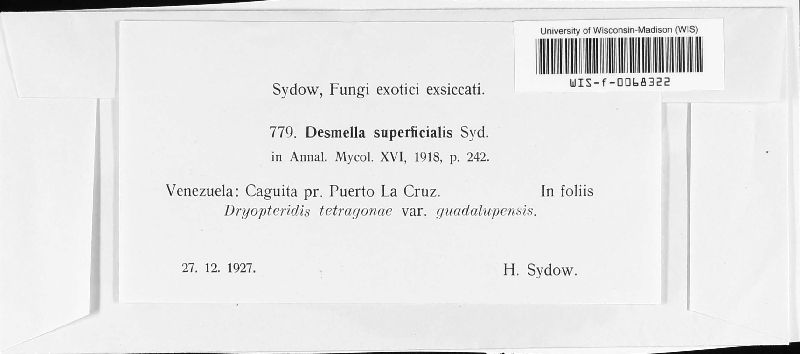 University of Wisconsin-Madison (WIS)
WIS-f-0068322
Sydow, Fungi exotici exsiccati.
779. Desmella superficialis Syd.
in Annal. Mycol. XVI, 1918, p. 242.
Venezuela: Caguita pr. Puerto La Cruz. In foliis
Dryopteridis tetragonae var. guadalupensis.
27. 12. 1927. H. Sydow.